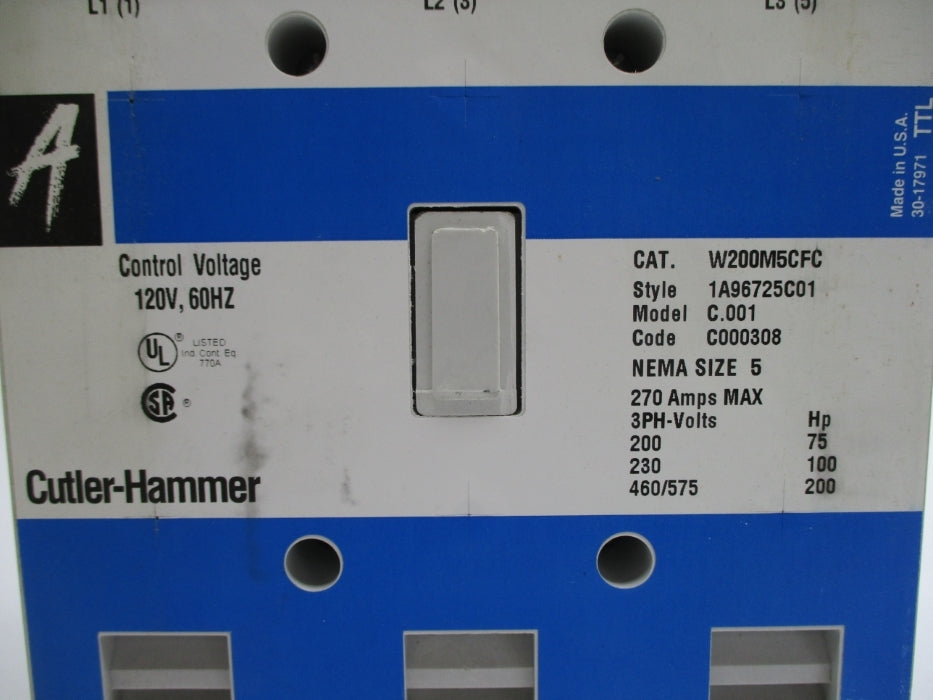 L1 (1)
L2 (3)
L3 (5)
A
Made in U.S.A.
30-17971 TTL
Control Voltage
120V, 60HZ
UL ® LISTED
Ind. Cont. Eq.
770A
SA ®
Cutler-Hammer
CAT. W200M5CFC
Style 1A96725C01
Model C.001
Code C000308
NEMA SIZE 5
270 Amps MAX
3PH-Volts Hp
200 75
230 100
460/575 200